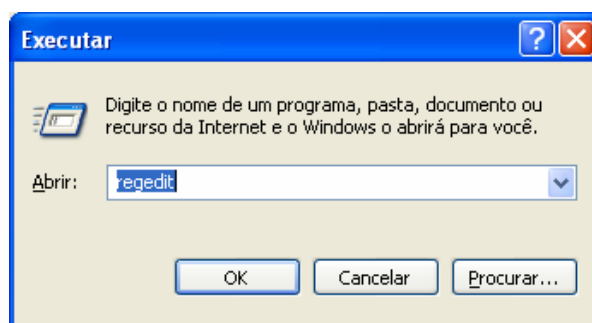 Executar
Digite o nome de um programa, pasta, documento ou
recurso da Internet e o Windows o abrirá para você.
Abrir: regedit
OK Cancelar Procurar...